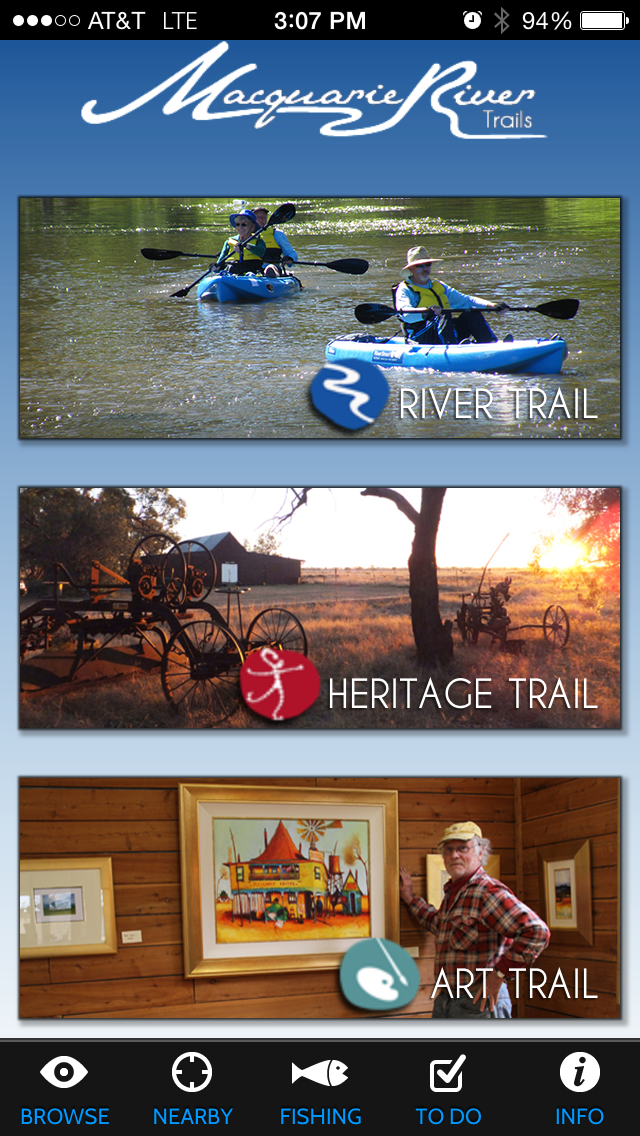 AT&T LTE 3:07 PM 94%
Macquarie River
Trails
RIVER TRAIL
HERITAGE TRAIL
ART TRAIL
BROWSE NEARBY FISHING TO DO INFO